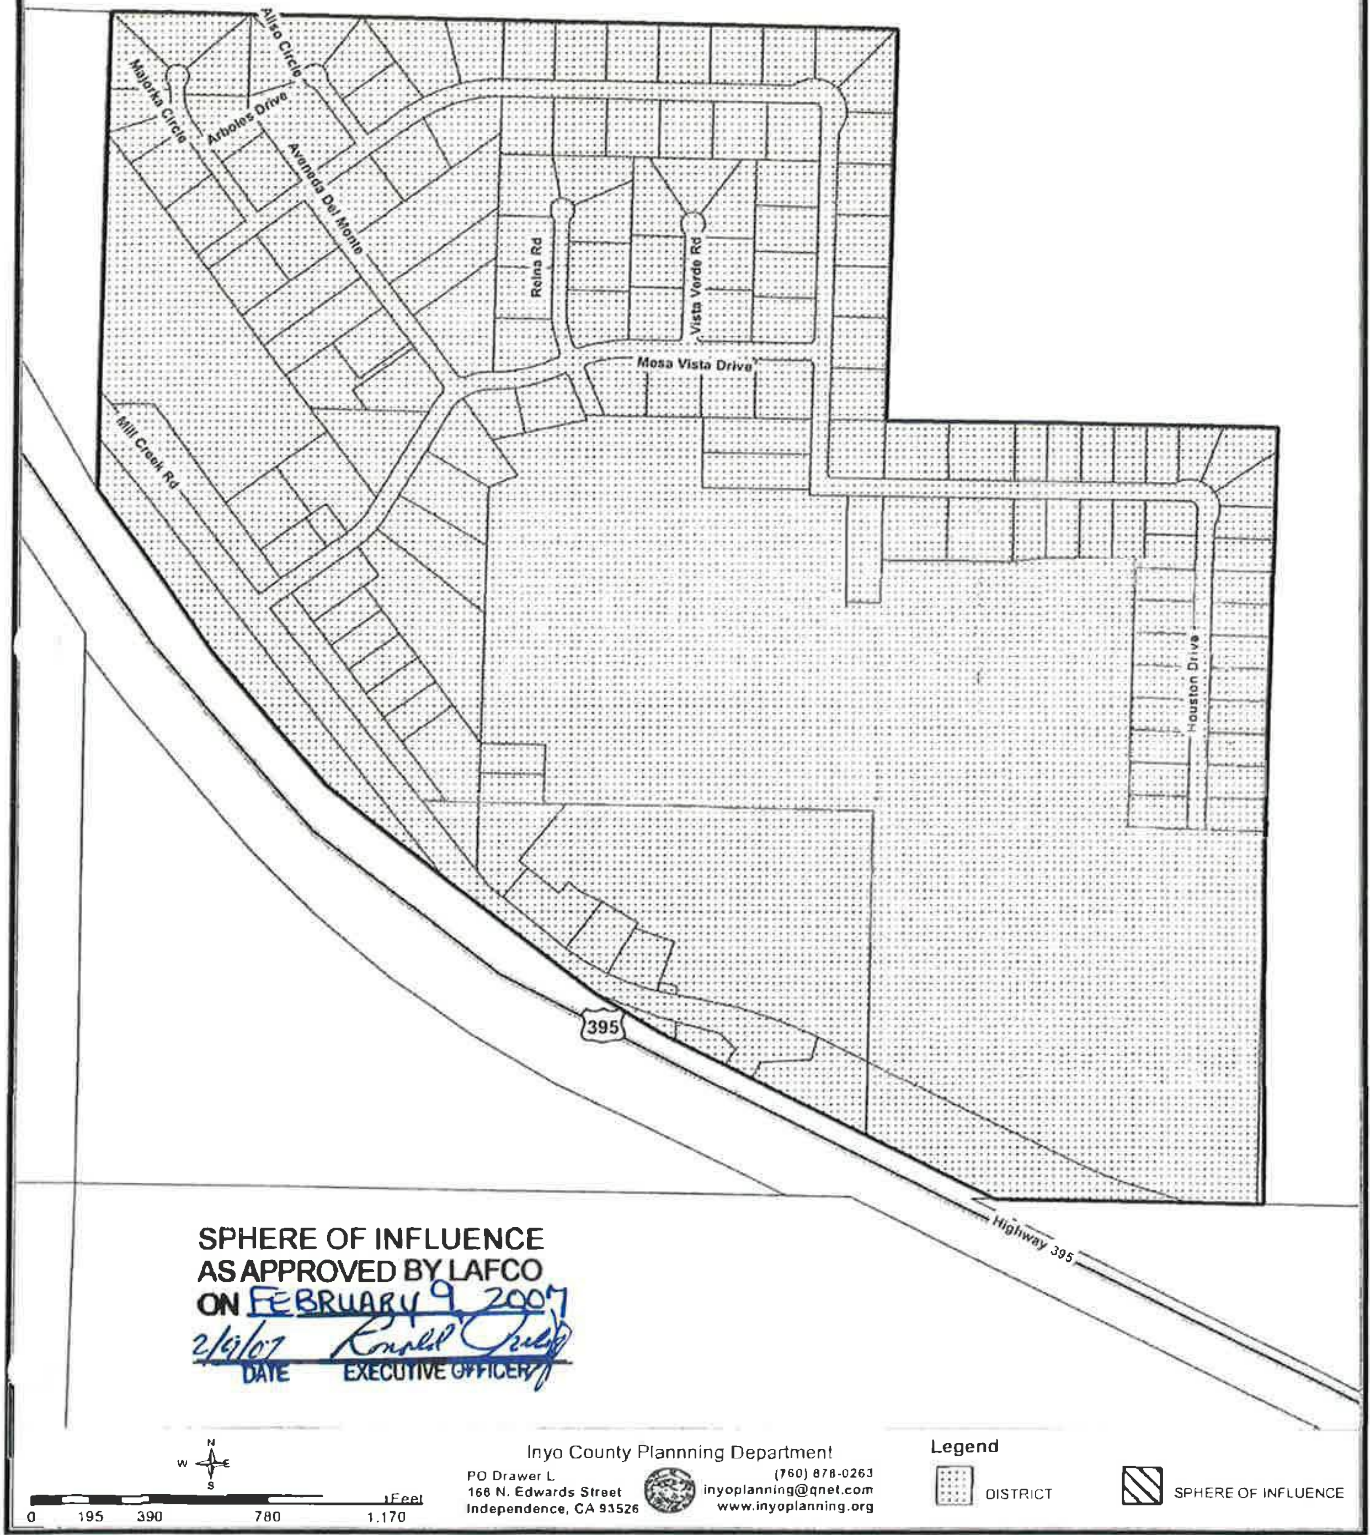 Aliso Circle
Majorka Circle
Arboles Drive
Aveneda Del Monte
Reina Rd
Vista Verde Rd
Mesa Vista Drive
Mill Creek Rd
Houston Drive
395
Highway 395
SPHERE OF INFLUENCE
AS APPROVED BY LAFCO
ON FEBRUARY 9, 2007
2/9/07 Ronald
DATE EXECUTIVE OFFICER
N
W E
S
Feet
0 195 390 780 1,170
Inyo County Plannning Department
PO Drawer L
168 N. Edwards Street
Independence, CA 93526
(760) 878-0263
inyoplanning@qnet.com
www.inyoplanning.org
Legend
DISTRICT
SPHERE OF INFLUENCE